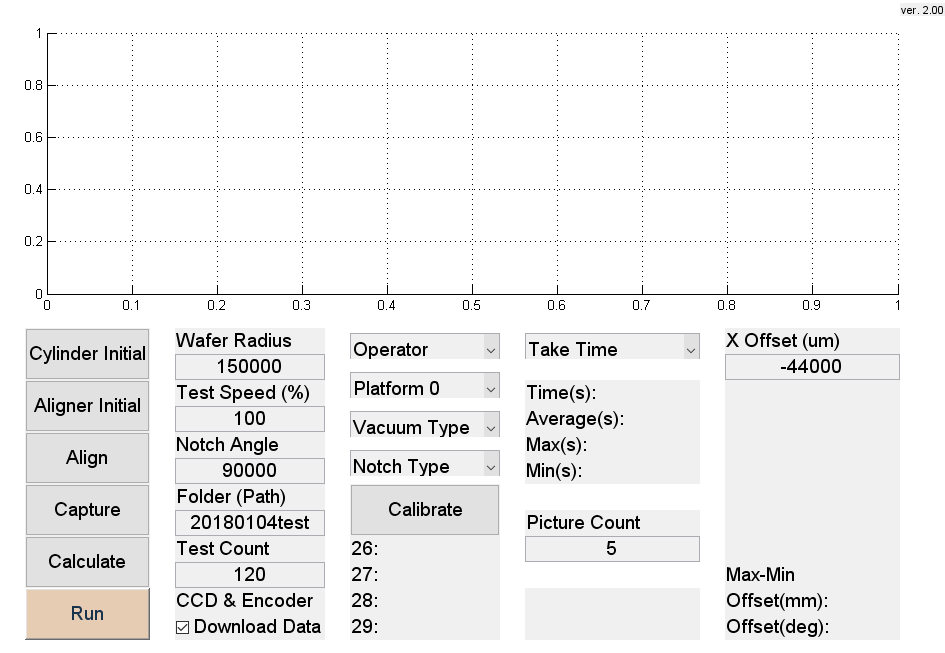 ver. 2.00
1
0.8
0.6
0.4
0.2
0
0 0.1 0.2 0.3 0.4 0.5 0.6 0.7 0.8 0.9 1
Cylinder Initial
Aligner Initial
Align
Capture
Calculate
Run
Wafer Radius
150000
Test Speed (%)
100
Notch Angle
90000
Folder (Path)
20180104test
Test Count
120
CCD & Encoder
Download Data
Operator
Platform 0
Vacuum Type
Notch Type
Calibrate
26:
27:
28:
29:
Take Time
Time(s):
Average(s):
Max(s):
Min(s):
Picture Count
5
X Offset (um)
-44000
Max-Min
Offset(mm):
Offset(deg):